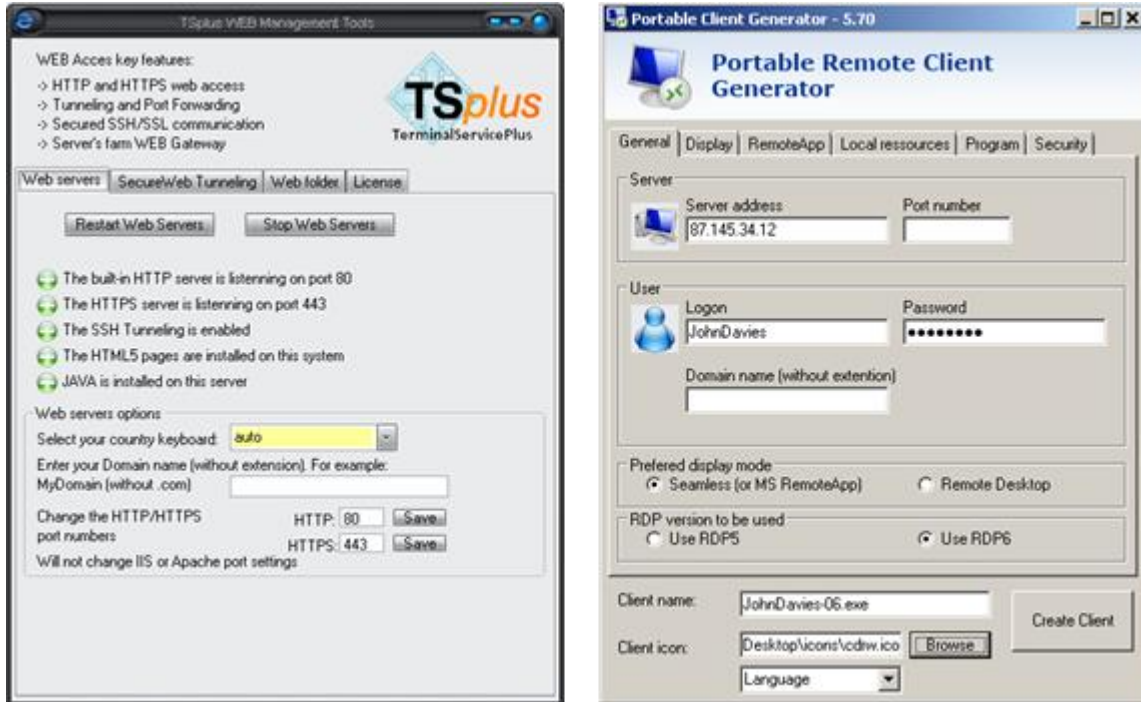 TSplus WEB Management Tools
WEB Acces key features:
-> HTTP and HTTPS web access
-> Tunneling and Port Forwarding
-> Secured SSH/SSL communication
-> Server's farm WEB Gateway
TSplus
TerminalServicePlus
Web servers SecureWeb Tunneling Web folder License
Restart Web Servers Stop Web Servers
The built-in HTTP server is listenning on port 80
The HTTPS server is listenning on port 443
The SSH Tunneling is enabled
The HTML5 pages are installed on this system
JAVA is installed on this server
Web servers options
Select your country keyboard: auto
Enter your Domain name (without extension). For example:
MyDomain (without .com)
Change the HTTP/HTTPS
port numbers
HTTP: 80 Save
HTTPS: 443 Save
Will not change IIS or Apache port settings
Portable Client Generator - 5.70
Portable Remote Client
Generator
General Display RemoteApp Local ressources Program Security
Server
Server address Port number
87.145.34.12
User
Logon Password
JohnDavies ●●●●●●●●
Domain name (without extention)
Prefered display mode
Seamless (or MS RemoteApp) Remote Desktop
RDP version to be used
Use RDP5 Use RDP6
Client name: JohnDavies-06.exe
Create Client
Client icon: Desktop\icons\cdrw.ico Browse
Language